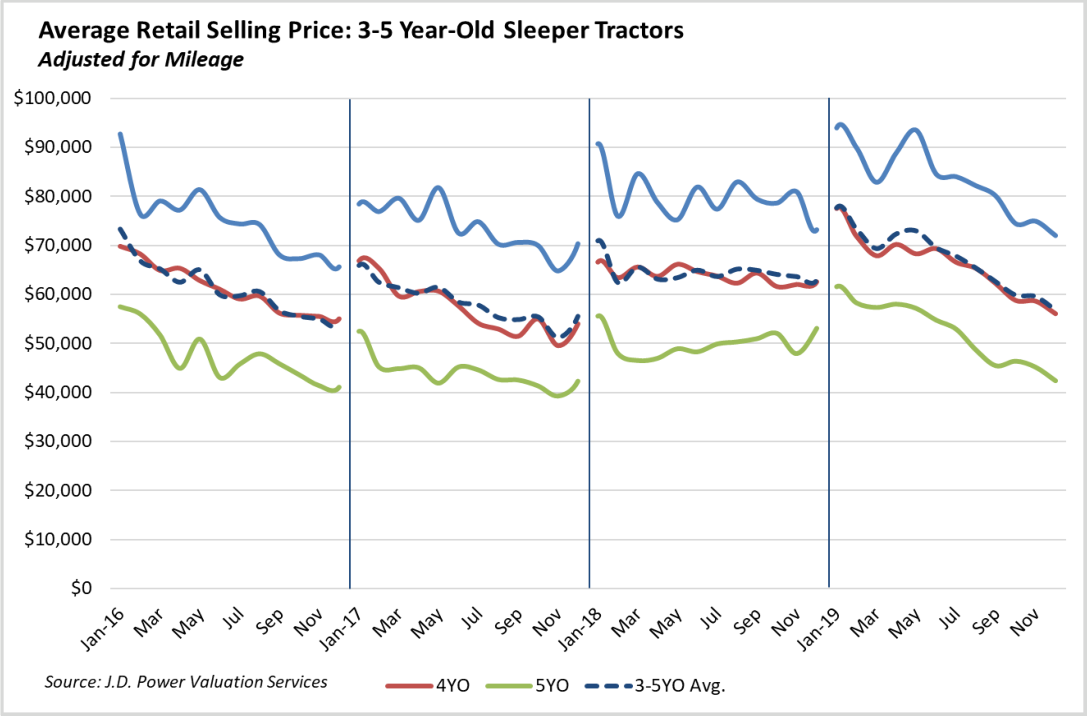 Average Retail Selling Price: 3-5 Year-Old Sleeper Tractors
Adjusted for Mileage
$100,000
$90,000
$80,000
$70,000
$60,000
$50,000
$40,000
$30,000
$20,000
$10,000
$0
Jan-16 Mar May Jul Sep Nov Jan-17 Mar May Jul Sep Nov Jan-18 Mar May Jul Sep Nov Jan-19 Mar May Jul Sep Nov
Source: J.D. Power Valuation Services
4YO 5YO 3-5YO Avg.